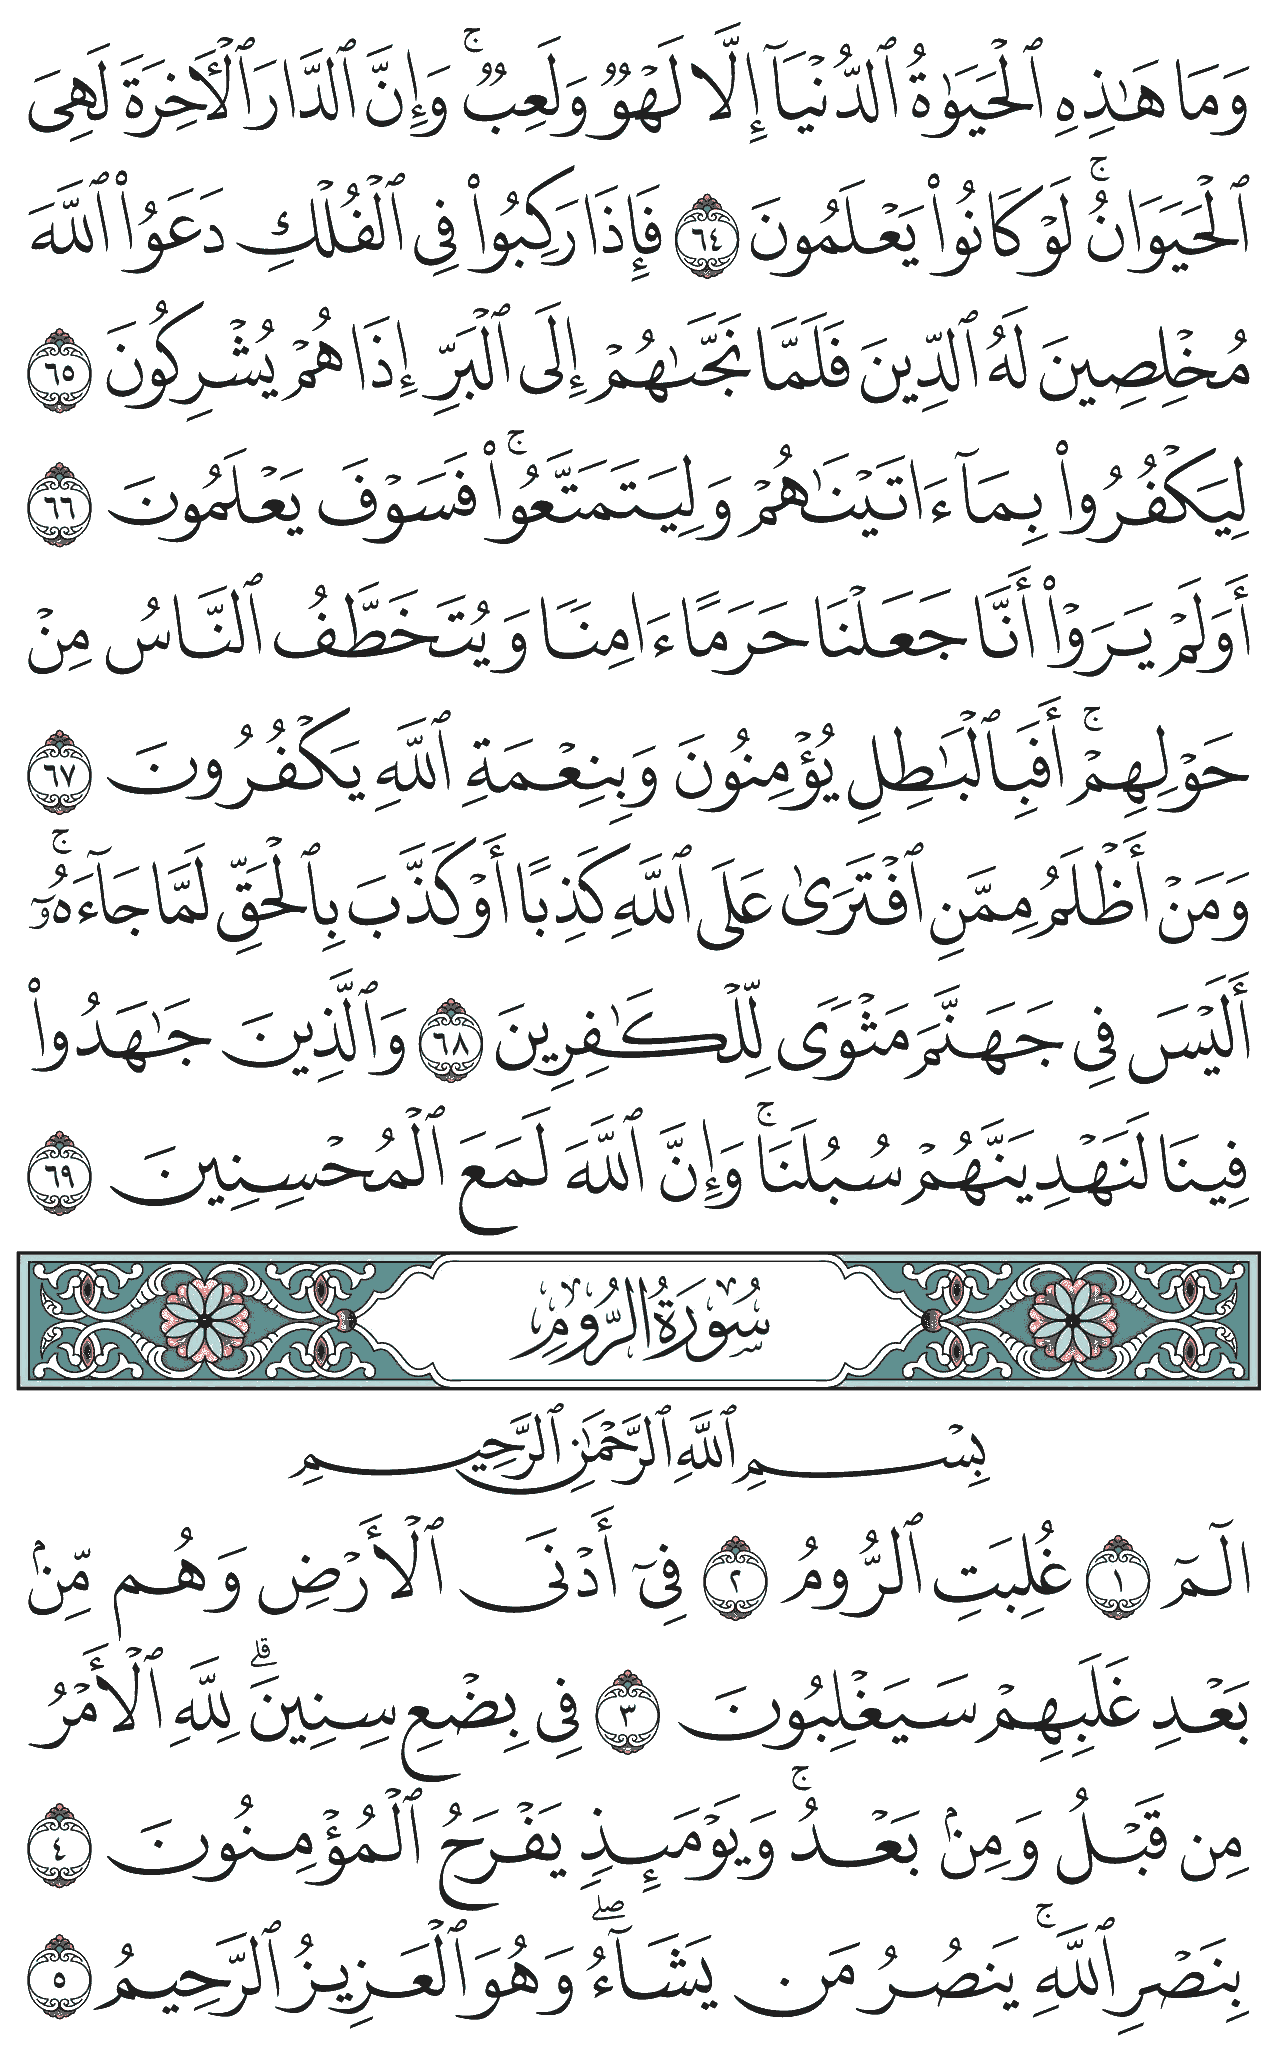 وَمَا هَٰذِهِ ٱلْحَيَوٰةُ ٱلدُّنْيَآ إِلَّا لَهْوٌ وَلَعِبٌ ۚ وَإِنَّ ٱلدَّارَ ٱلْأَخِرَةَ لَهِىَ
ٱلْحَيَوَانُ ۚ لَوْ كَانُوا۟ يَعْلَمُونَ ٦٤ فَإِذَا رَكِبُوا۟ فِى ٱلْفُلْكِ دَعَوُا۟ ٱللَّهَ
مُخْلِصِينَ لَهُ ٱلدِّينَ فَلَمَّا نَجَّىٰهُمْ إِلَى ٱلْبَرِّ إِذَا هُمْ يُشْرِكُونَ ٦٥
لِيَكْفُرُوا۟ بِمَآ ءَاتَيْنَٰهُمْ وَلِيَتَمَتَّعُوا۟ ۚ فَسَوْفَ يَعْلَمُونَ ٦٦
أَوَلَمْ يَرَوْا۟ أَنَّا جَعَلْنَا حَرَمًا ءَامِنًا وَيُتَخَطَّفُ ٱلنَّاسُ مِنْ
حَوْلِهِمْ ۚ أَفَبِٱلْبَٰطِلِ يُؤْمِنُونَ وَبِنِعْمَةِ ٱللَّهِ يَكْفُرُونَ ٦٧
وَمَنْ أَظْلَمُ مِمَّنِ ٱفْتَرَىٰ عَلَى ٱللَّهِ كَذِبًا أَوْ كَذَّبَ بِٱلْحَقِّ لَمَّا جَآءَهُۥٓ ۚ
أَلَيْسَ فِى جَهَنَّمَ مَثْوًى لِّلْكَٰفِرِينَ ٦٨ وَٱلَّذِينَ جَٰهَدُوا۟
فِينَا لَنَهْدِيَنَّهُمْ سُبُلَنَا ۚ وَإِنَّ ٱللَّهَ لَمَعَ ٱلْمُحْسِنِينَ ٦٩
سُورَةُ الرُّومِ
بِسْمِ ٱللَّهِ ٱلرَّحْمَٰنِ ٱلرَّحِيمِ
الٓمٓ ١ غُلِبَتِ ٱلرُّومُ ٢ فِىٓ أَدْنَى ٱلْأَرْضِ وَهُم مِّنۢ
بَعْدِ غَلَبِهِمْ سَيَغْلِبُونَ ٣ فِى بِضْعِ سِنِينَ ۗ لِلَّهِ ٱلْأَمْرُ
مِن قَبْلُ وَمِنۢ بَعْدُ ۚ وَيَوْمَئِذٍ يَفْرَحُ ٱلْمُؤْمِنُونَ ٤
بِنَصْرِ ٱللَّهِ ۚ يَنصُرُ مَن يَشَآءُ ۖ وَهُوَ ٱلْعَزِيزُ ٱلرَّحِيمُ ٥